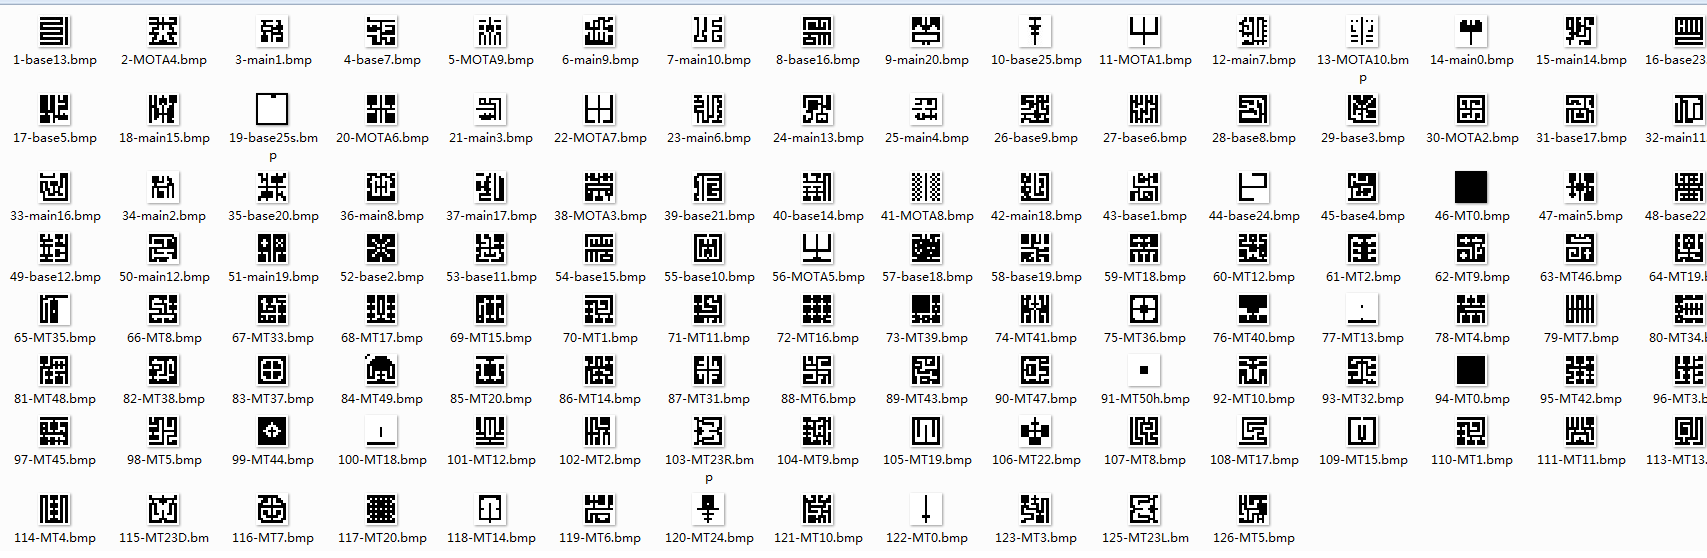 1-base13.bmp 2-MOTA4.bmp 3-main1.bmp 4-base7.bmp 5-MOTA9.bmp 6-main9.bmp 7-main10.bmp 8-base16.bmp 9-main20.bmp 10-base25.bmp 11-MOTA1.bmp 12-main7.bmp 13-MOTA10.bm 14-main0.bmp 15-main14.bmp 16-base23
p
17-base5.bmp 18-main15.bmp 19-base25s.bm 20-MOTA6.bmp 21-main3.bmp 22-MOTA7.bmp 23-main6.bmp 24-main13.bmp 25-main4.bmp 26-base9.bmp 27-base6.bmp 28-base8.bmp 29-base3.bmp 30-MOTA2.bmp 31-base17.bmp 32-main11
p
33-main16.bmp 34-main2.bmp 35-base20.bmp 36-main8.bmp 37-main17.bmp 38-MOTA3.bmp 39-base21.bmp 40-base14.bmp 41-MOTA8.bmp 42-main18.bmp 43-base1.bmp 44-base24.bmp 45-base4.bmp 46-MT0.bmp 47-main5.bmp 48-base22
49-base12.bmp 50-main12.bmp 51-main19.bmp 52-base2.bmp 53-base11.bmp 54-base15.bmp 55-base10.bmp 56-MOTA5.bmp 57-base18.bmp 58-base19.bmp 59-MT18.bmp 60-MT12.bmp 61-MT2.bmp 62-MT9.bmp 63-MT46.bmp 64-MT19.b
65-MT35.bmp 66-MT8.bmp 67-MT33.bmp 68-MT17.bmp 69-MT15.bmp 70-MT1.bmp 71-MT11.bmp 72-MT16.bmp 73-MT39.bmp 74-MT41.bmp 75-MT36.bmp 76-MT40.bmp 77-MT13.bmp 78-MT4.bmp 79-MT7.bmp 80-MT34.b
81-MT48.bmp 82-MT38.bmp 83-MT37.bmp 84-MT49.bmp 85-MT20.bmp 86-MT14.bmp 87-MT31.bmp 88-MT6.bmp 89-MT43.bmp 90-MT47.bmp 91-MT50h.bmp 92-MT10.bmp 93-MT32.bmp 94-MT0.bmp 95-MT42.bmp 96-MT3.b
97-MT45.bmp 98-MT5.bmp 99-MT44.bmp 100-MT18.bmp 101-MT12.bmp 102-MT2.bmp 103-MT23R.bm 104-MT9.bmp 105-MT19.bmp 106-MT22.bmp 107-MT8.bmp 108-MT17.bmp 109-MT15.bmp 110-MT1.bmp 111-MT11.bmp 113-MT13.
p
114-MT4.bmp 115-MT23D.bm 116-MT7.bmp 117-MT20.bmp 118-MT14.bmp 119-MT6.bmp 120-MT24.bmp 121-MT10.bmp 122-MT0.bmp 123-MT3.bmp 125-MT23L.bm 126-MT5.bmp